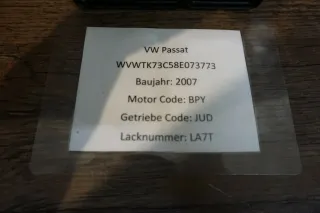 VW Passat
WVWTK73C58E073773
Baujahr: 2007
Motor Code: BPY
Getriebe Code: JUD
Lacknummer: LA7T